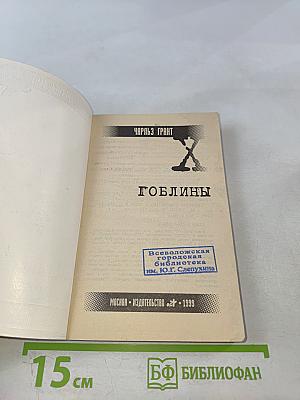 ЧАРЛЬЗ ГРАНТ
X
ГОБЛИНЫ
Всеволожская
городская
библиотека
им. Ю.Г. Слепухина
МОСКВА • ИЗДАТЕЛЬСТВО • 1999
15 см
БФ БИБЛИОФАН